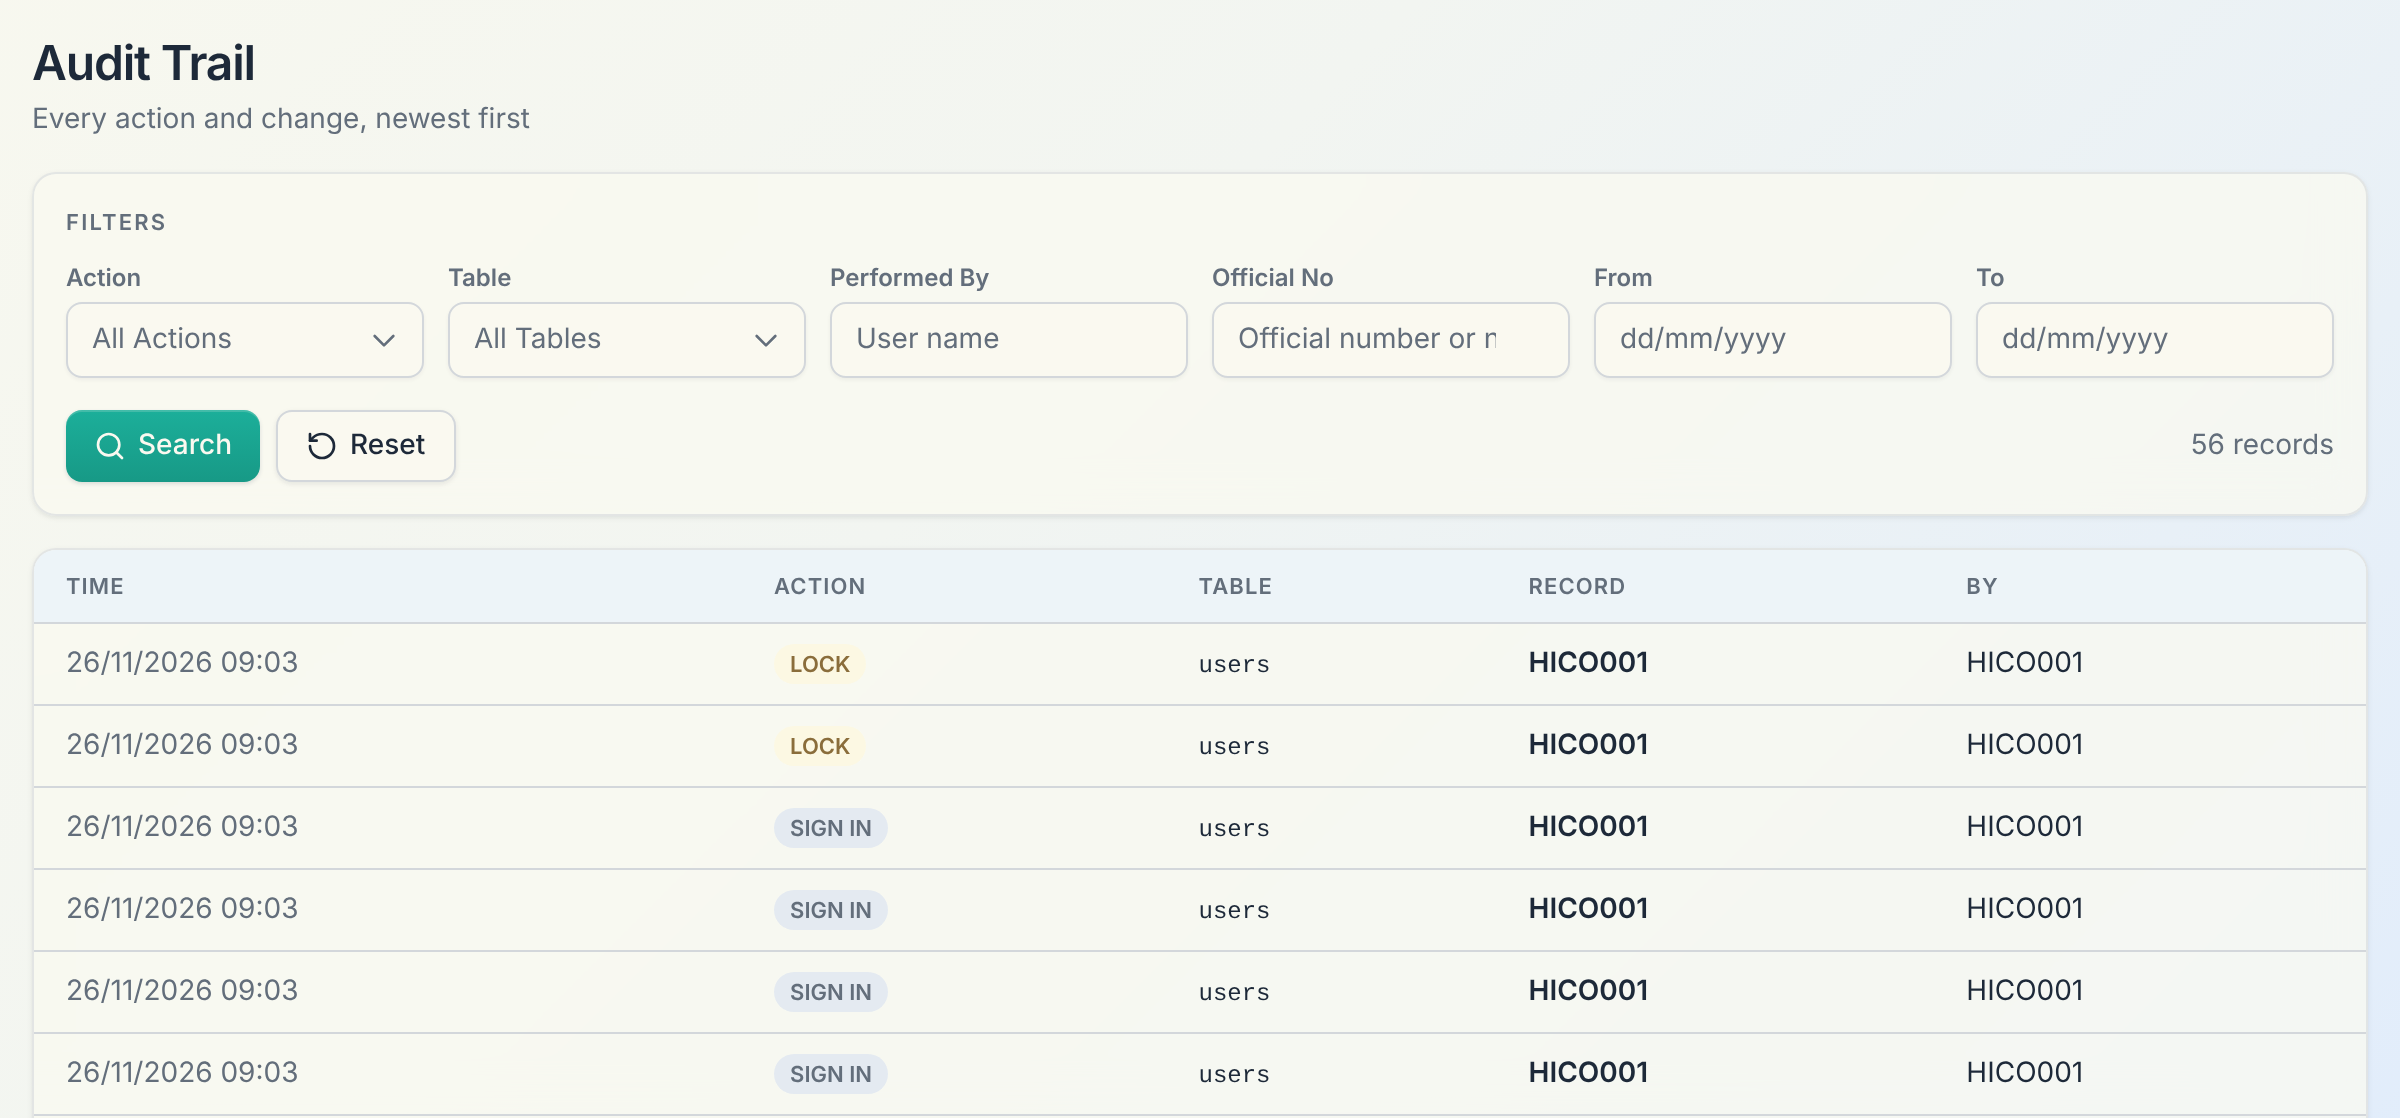 Audit Trail
Every action and change, newest first
FILTERS
Action Table Performed By Official No From To
All Actions All Tables User name Official number or dd/mm/yyyy dd/mm/yyyy
Search Reset 56 records
TIME ACTION TABLE RECORD BY
26/11/2026 09:03 LOCK users HICO001 HICO001
26/11/2026 09:03 LOCK users HICO001 HICO001
26/11/2026 09:03 SIGN IN users HICO001 HICO001
26/11/2026 09:03 SIGN IN users HICO001 HICO001
26/11/2026 09:03 SIGN IN users HICO001 HICO001
26/11/2026 09:03 SIGN IN users HICO001 HICO001